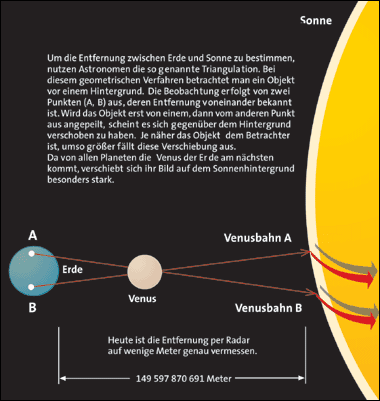 Sonne
Um die Entfernung zwischen Erde und Sonne zu bestimmen,
nutzen Astronomen die so genannte Triangulation. Bei
diesem geometrischen Verfahren betrachtet man ein Objekt
vor einem Hintergrund. Die Beobachtung erfolgt von zwei
Punkten (A, B) aus, deren Entfernung voneinander bekannt
ist. Wird das Objekt erst von einem, dann vom anderen Punkt
aus angepeilt, scheint es sich gegenüber dem Hintergrund
verschoben zu haben. Je näher das Objekt dem Betrachter
ist, umso größer fällt diese Verschiebung aus.
Da von allen Planeten die Venus der Erde am nächsten
kommt, verschiebt sich ihr Bild auf dem Sonnenhintergrund
besonders stark.
A
Venusbahn A
Erde
Venus
B
Venusbahn B
Heute ist die Entfernung per Radar
auf wenige Meter genau vermessen.
149 597 870 691 Meter